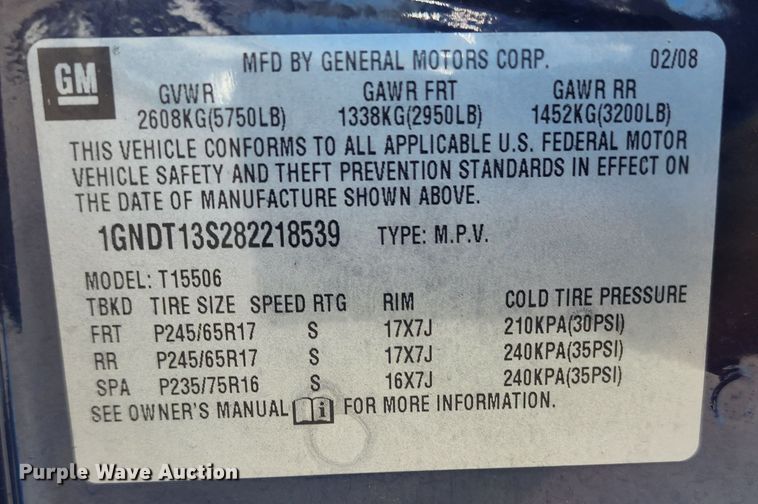 GM
MFD BY GENERAL MOTORS CORP. 02/08
GVWR GAWR FRT GAWR RR
2608KG(5750LB) 1338KG(2950LB) 1452KG(3200LB)
THIS VEHICLE CONFORMS TO ALL APPLICABLE U.S. FEDERAL MOTOR
VEHICLE SAFETY AND THEFT PREVENTION STANDARDS IN EFFECT ON
THE DATE OF MANUFACTURE SHOWN ABOVE.
1GNDT13S282218539 TYPE: M.P.V.
MODEL: T15506
TBKD TIRE SIZE SPEED RTG RIM COLD TIRE PRESSURE
FRT P245/65R17 S 17X7J 210KPA(30PSI)
RR P245/65R17 S 17X7J 240KPA(35PSI)
SPA P235/75R16 S 16X7J 240KPA(35PSI)
SEE OWNER'S MANUAL i FOR MORE INFORMATION.
Purple Wave Auction